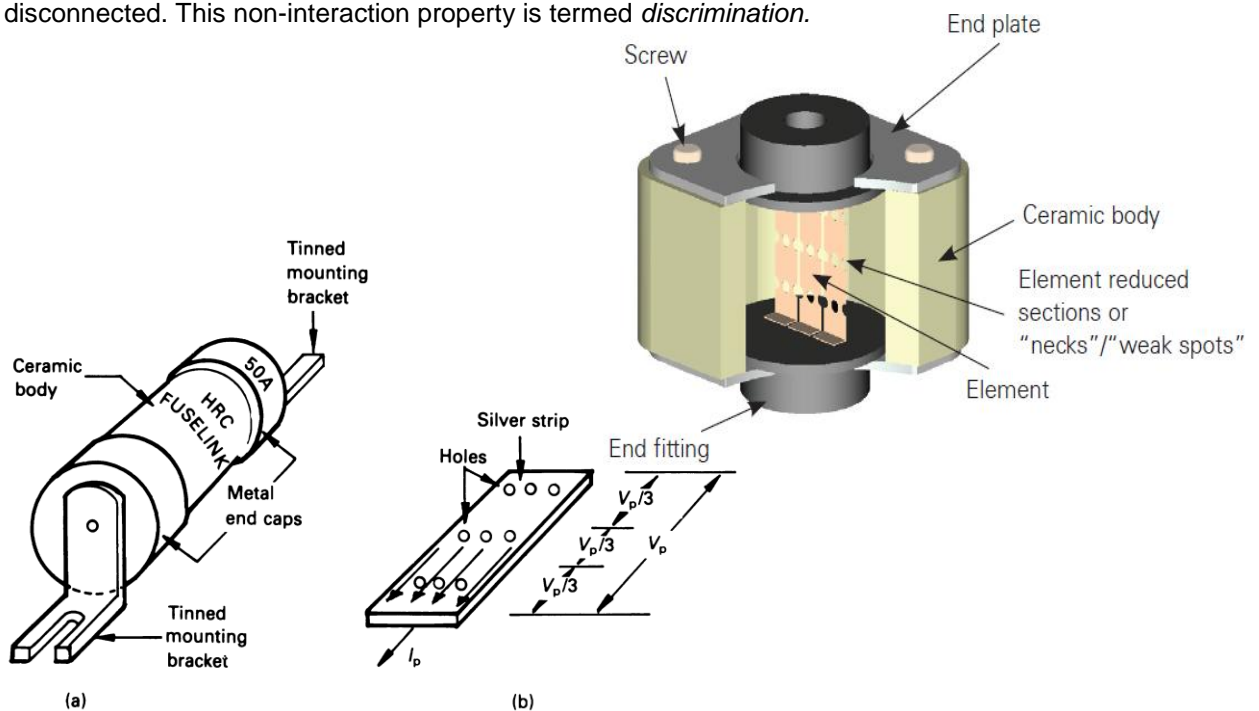 disconnected. This non-interaction property is termed discrimination.
End plate
Screw
Ceramic body
Element reduced
sections or
“necks”/“weak spots”
Element
End fitting
Tinned
mounting
bracket
Ceramic
body
50A
HRC
FUSELINK
Metal
end caps
Tinned
mounting
bracket
(a)
Silver strip
Holes
Vp/3
Vp/3
Vp/3
Vp
Ip
(b)